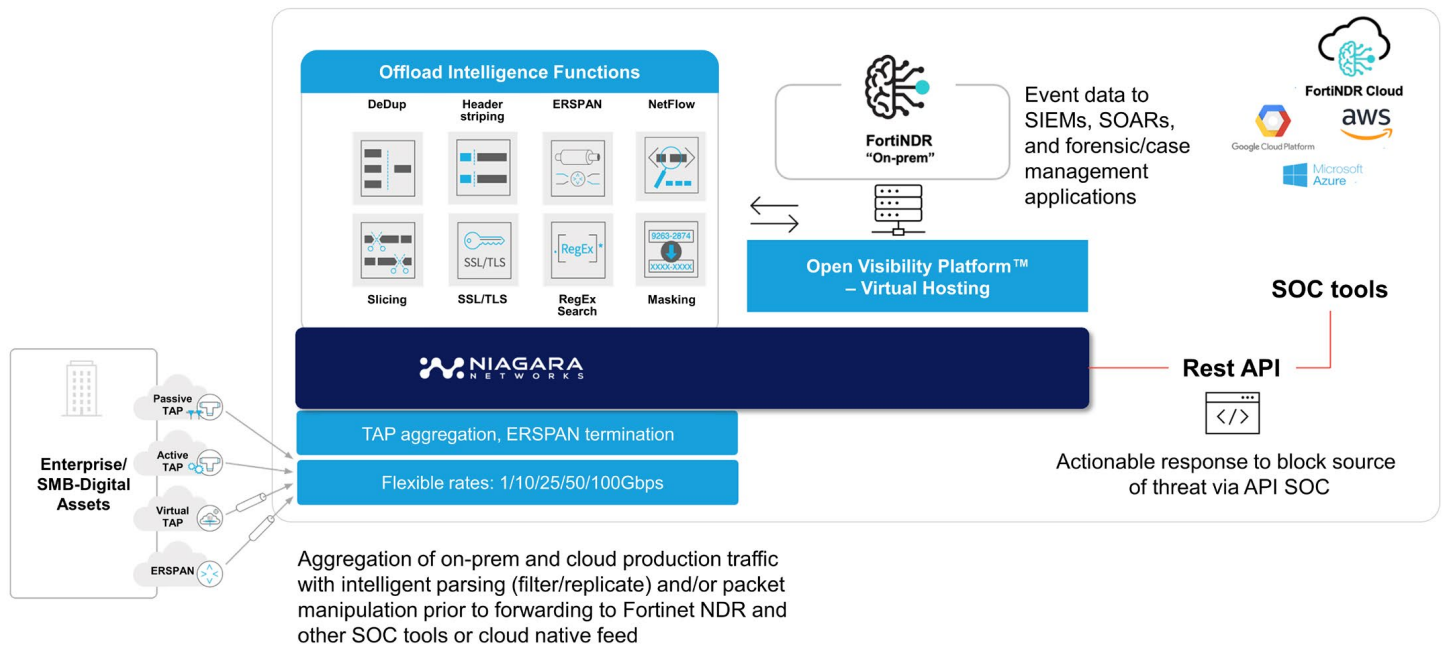 Offload Intelligence Functions
DeDup
Header
striping
ERSPAN
NetFlow
SSL/TLS
.[RegEx]*
9263-2874
XXXX-XXXX
Slicing
SSL/TLS
RegEx
Search
Masking
FortiNDR
“On-prem”
Event data to
SIEMs, SOARs,
and forensic/case
management
applications
FortiNDR Cloud
Google Cloud Platform
aws
Microsoft
Azure
Open Visibility Platform™
– Virtual Hosting
SOC tools
NIAGARA
NETWORKS
Rest API
</>
Actionable response to block source
of threat via API SOC
TAP aggregation, ERSPAN termination
Flexible rates: 1/10/25/50/100Gbps
Enterprise/
SMB-Digital
Assets
Passive
TAP
Active
TAP
Virtual
TAP
ERSPAN
Aggregation of on-prem and cloud production traffic
with intelligent parsing (filter/replicate) and/or packet
manipulation prior to forwarding to Fortinet NDR and
other SOC tools or cloud native feed